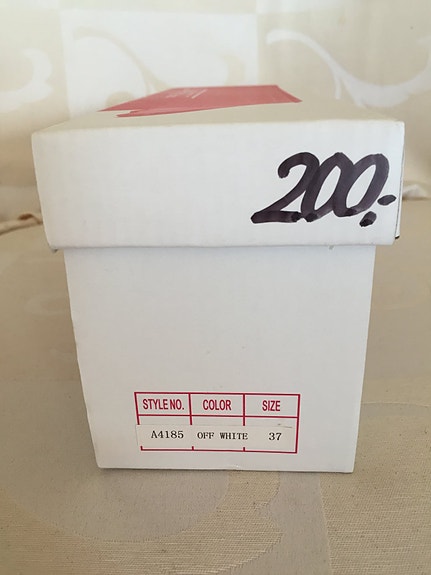 200.-
STYLE NO. COLOR SIZE
A4185 OFF WHITE 37